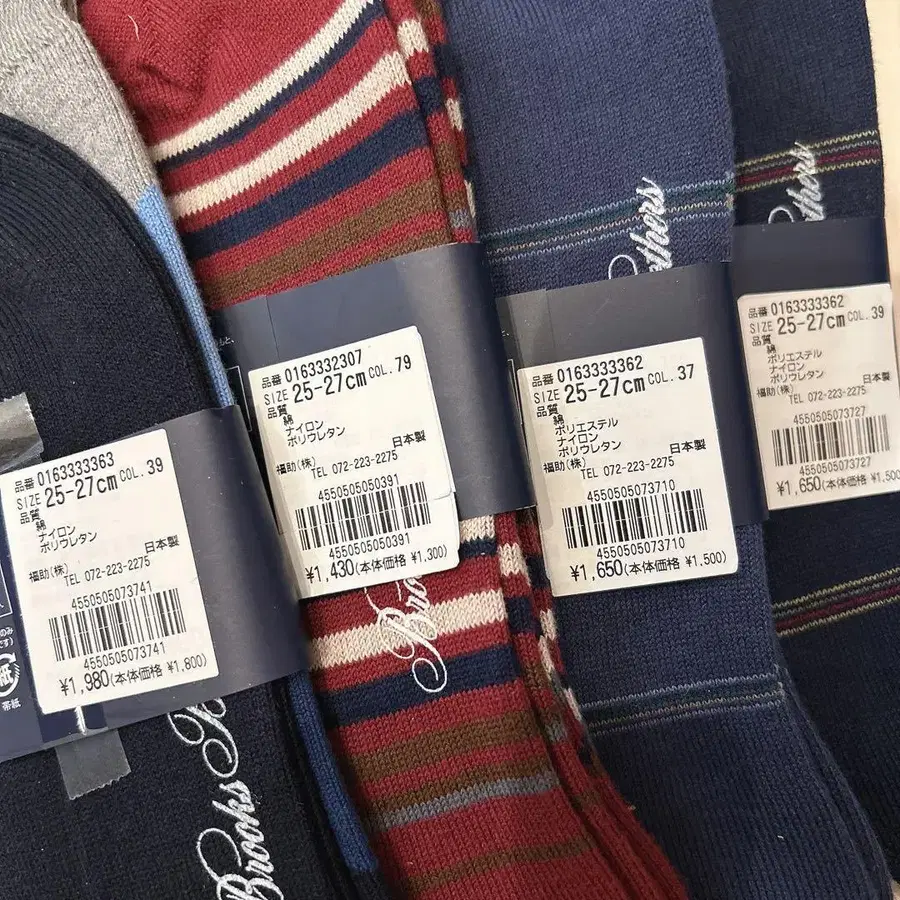 品番 0163333363
SIZE 25-27cm COL. 39
品質
綿
ナイロン
ポリウレタン
日本製
福助(株)
TEL 072-223-2275
4550505073741
4550505073741
¥1,980(本体価格 ¥1,800)
紙
帯紙
Brooks B
品番 0163332307
SIZE 25-27cm COL. 79
品質
綿
ナイロン
ポリウレタン
日本製
福助(株)
TEL 072-223-2275
4550505050391
4550505050391
¥1,430(本体価格 ¥1,300)
Bro
thers
品番 0163333362
SIZE 25-27cm COL. 37
品質
綿
ポリエステル
ナイロン
ポリウレタン
日本製
福助(株)
TEL 072-223-2275
4550505073710
4550505073710
¥1,650(本体価格 ¥1,500)
thers
品番 0163333362
SIZE 25-27cm COL. 39
品質
綿
ポリエステル
ナイロン
ポリウレタン
日本製
福助(株)
TEL 072-223-2275
4550505073727
4550505073727
¥1,650(本体価格 ¥1,500